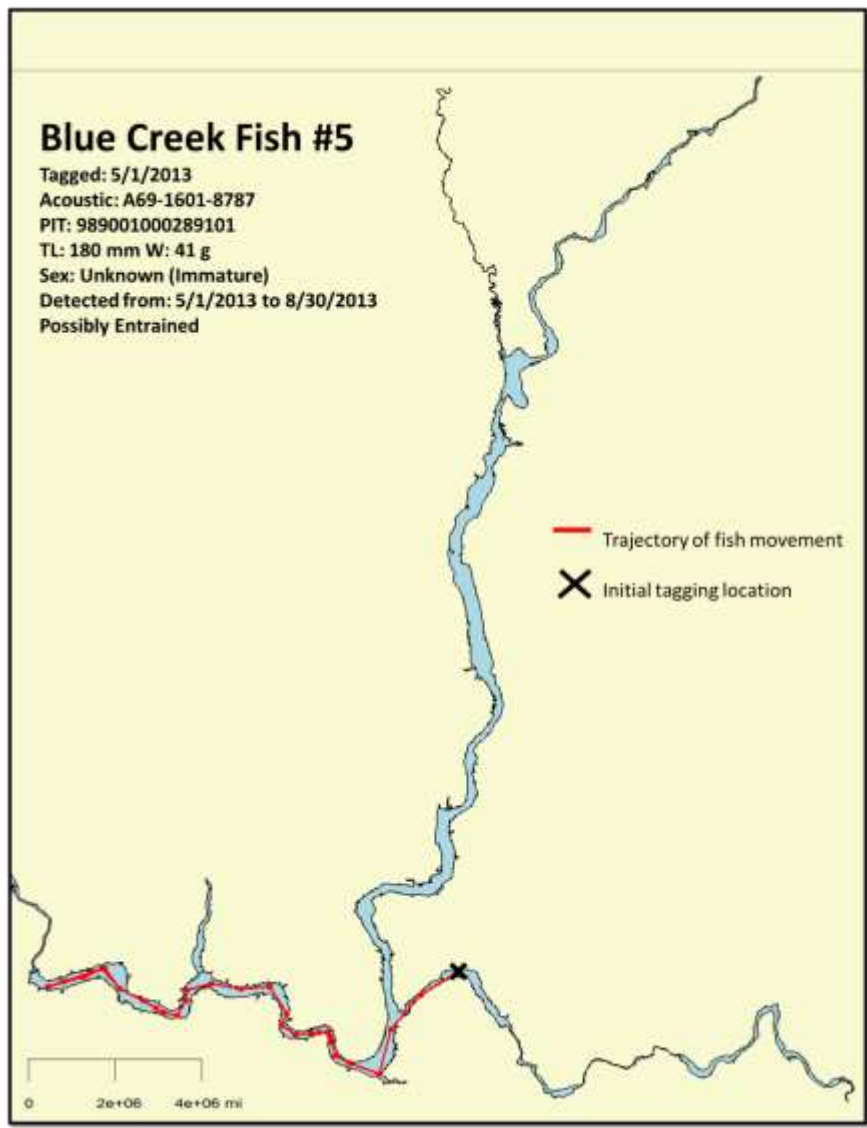 Blue Creek Fish #5
Tagged: 5/1/2013
Acoustic: A69-1601-8787
PIT: 989001000289101
TL: 180 mm W: 41 g
Sex: Unknown (Immature)
Detected from: 5/1/2013 to 8/30/2013
Possibly Entrained
Trajectory of fish movement
Initial tagging location
0 2e+06 4e+06 mi